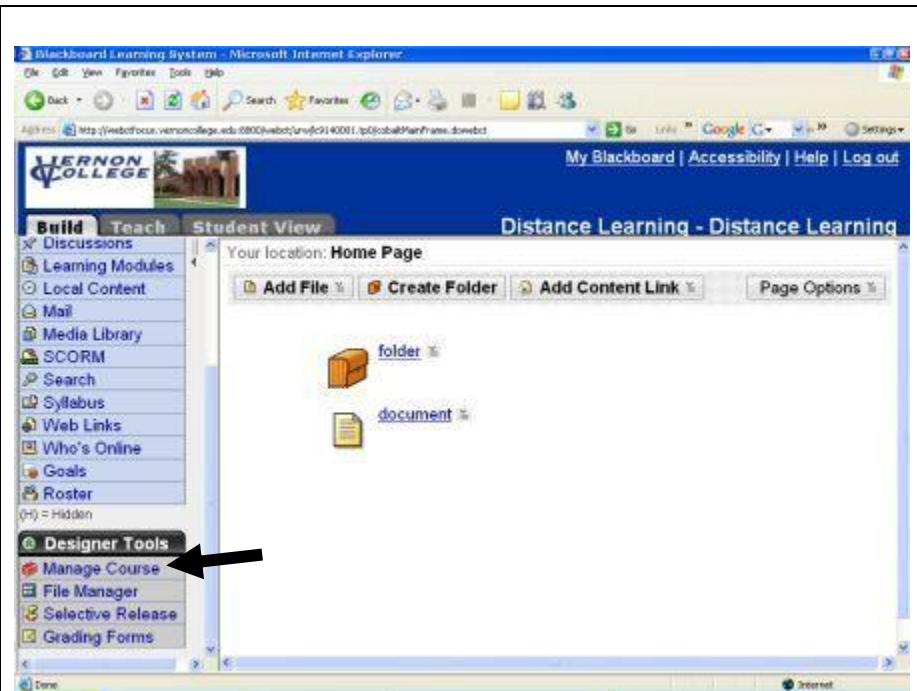 Blackboard Learning System - Microsoft Internet Explorer
File Edit View Favorites Tools Help
Back Search Favorites
Address Go Links Google Settings
VERNON COLLEGE
My Blackboard | Accessibility | Help | Log out
Build Teach Student View
Distance Learning - Distance Learning
Discussions
Learning Modules
Local Content
Mail
Media Library
SCORM
Search
Syllabus
Web Links
Who's Online
Goals
Roster
(H) = Hidden
Designer Tools
Manage Course
File Manager
Selective Release
Grading Forms
Your location: Home Page
Add File Create Folder Add Content Link Page Options
folder
document
Done Internet